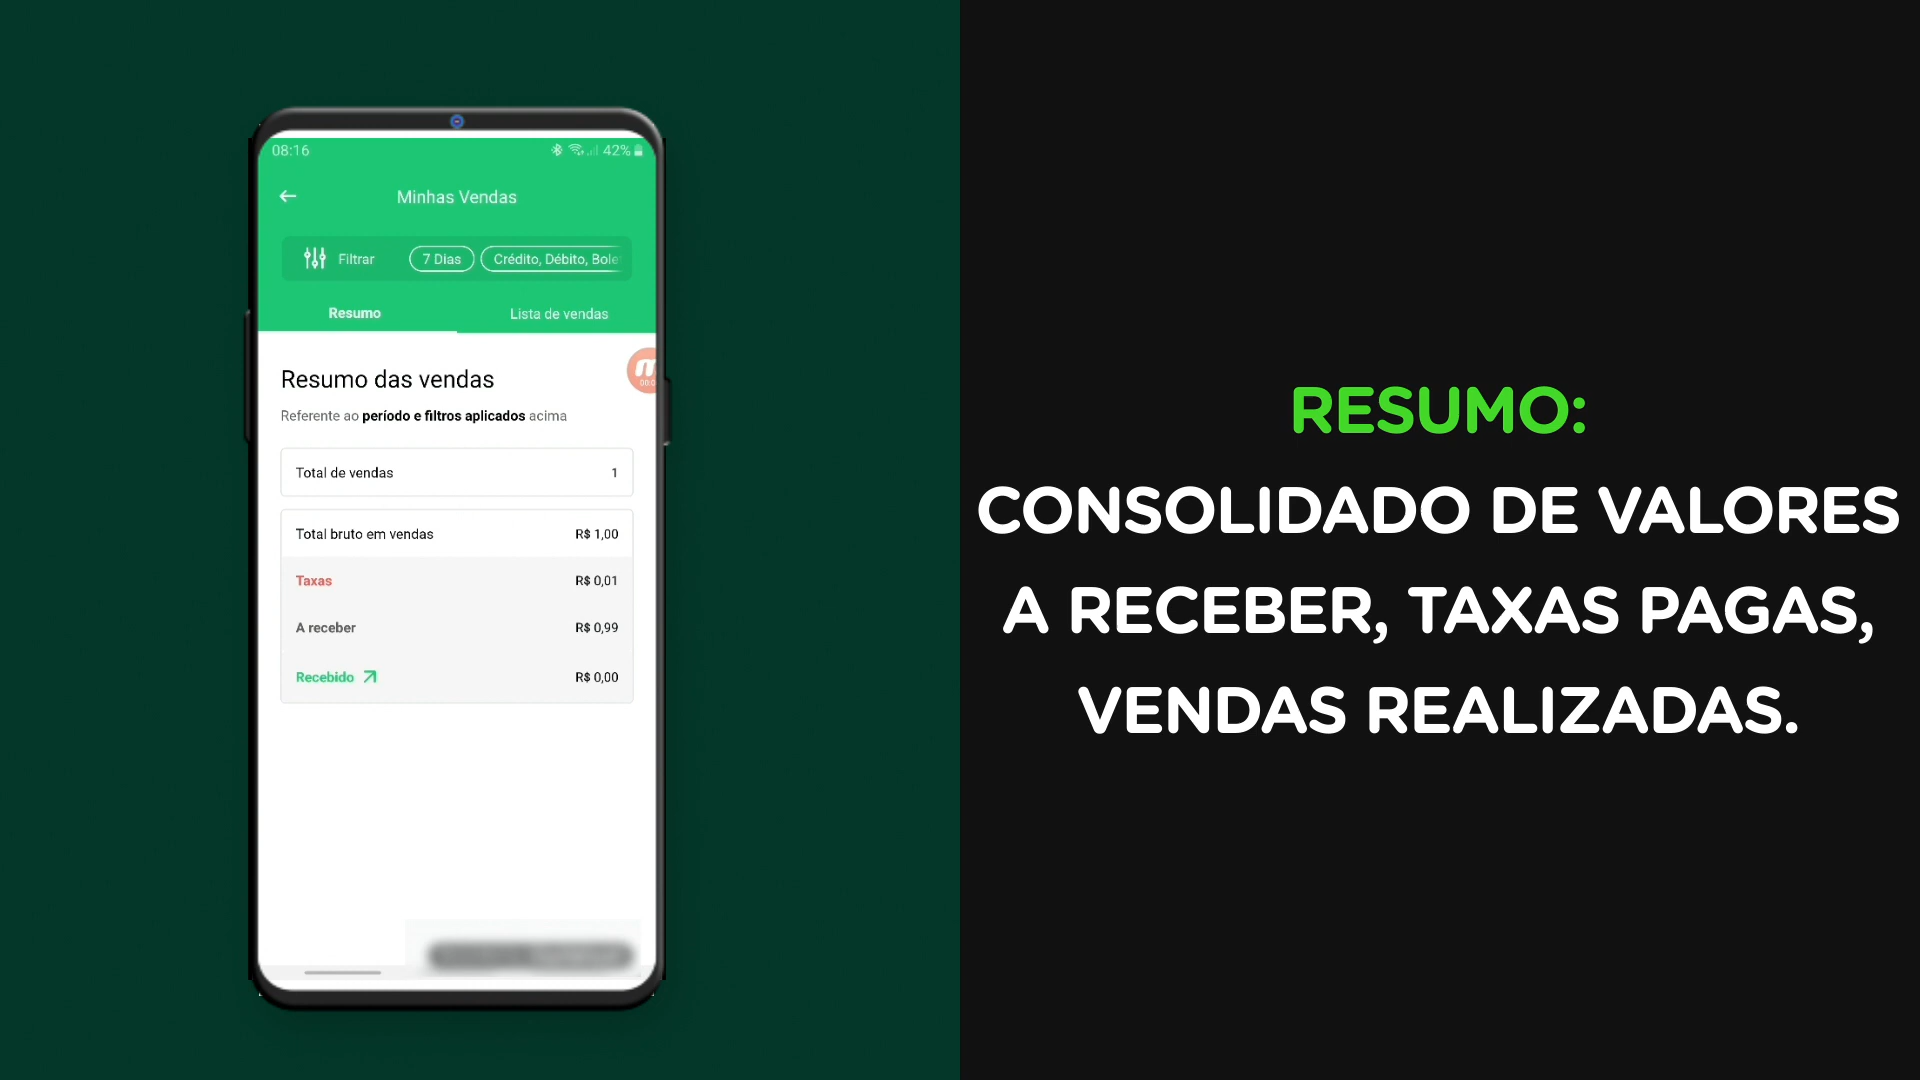 08:16
42%
Minhas Vendas
Filtrar
7 Dias
Crédito, Débito, Bole
Resumo
Lista de vendas
Resumo das vendas
Referente ao período e filtros aplicados acima
Total de vendas 1
Total bruto em vendas R$ 1,00
Taxas R$ 0,01
A receber R$ 0,99
Recebido R$ 0,00
RESUMO:
CONSOLIDADO DE VALORES
A RECEBER, TAXAS PAGAS,
VENDAS REALIZADAS.